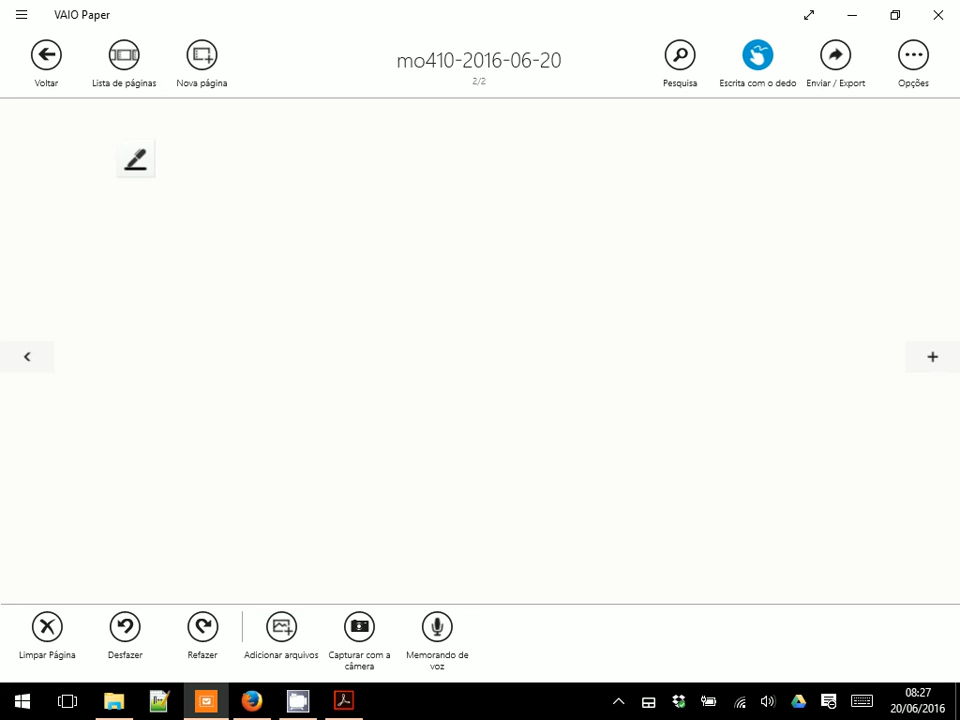 VAIO Paper
Voltar
Lista de páginas
Nova página
mo410-2016-06-20
2/2
Pesquisa
Escrita com o dedo
Enviar / Export
Opções
Limpar Página
Desfazer
Refazer
Adicionar arquivos
Capturar com a
câmera
Memorando de
voz
08:27
20/06/2016